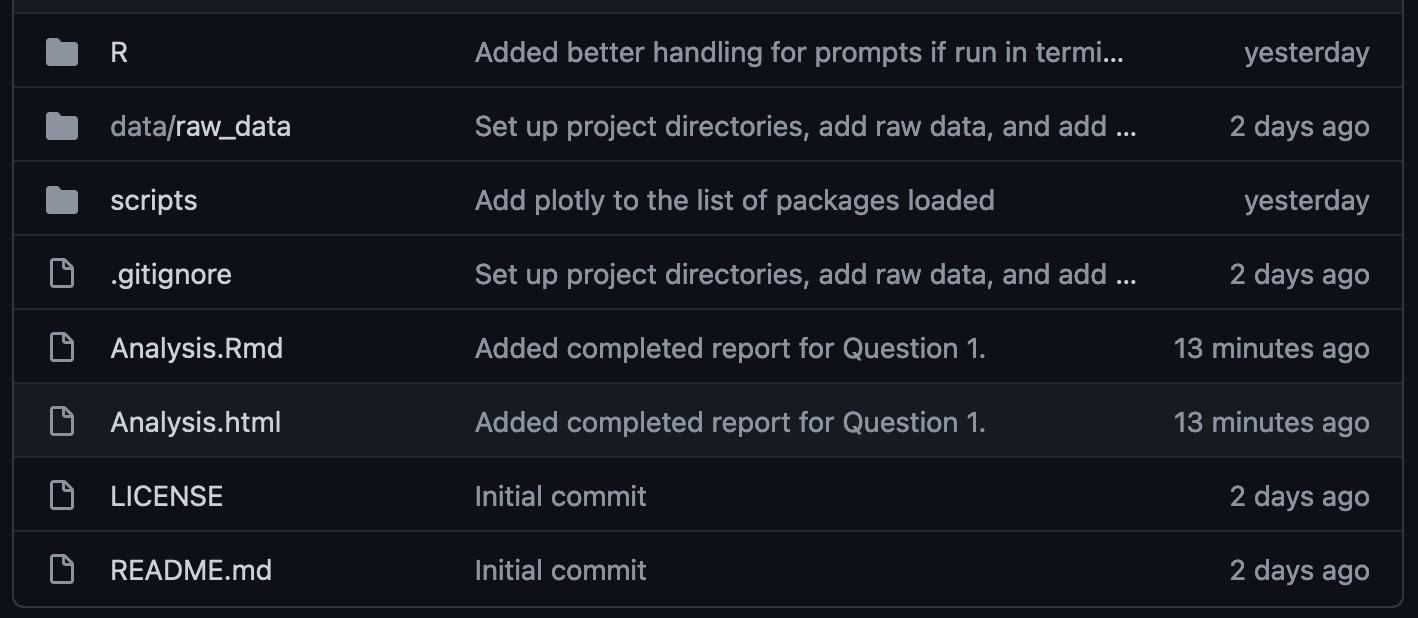 R Added better handling for prompts if run in termi... yesterday
data/raw_data Set up project directories, add raw data, and add ... 2 days ago
scripts Add plotly to the list of packages loaded yesterday
.gitignore Set up project directories, add raw data, and add ... 2 days ago
Analysis.Rmd Added completed report for Question 1. 13 minutes ago
Analysis.html Added completed report for Question 1. 13 minutes ago
LICENSE Initial commit 2 days ago
README.md Initial commit 2 days ago